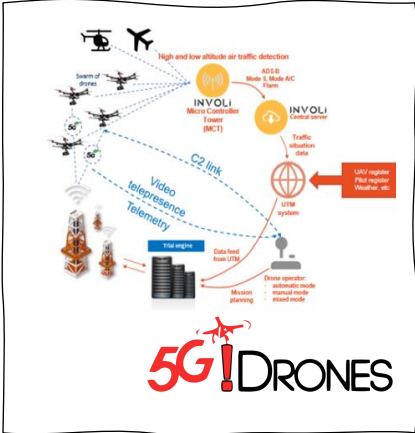 High and low altitude air traffic detection
ADS-B
Mode S, Mode A/C
Flarm
Swarm of
drones
INVOLI
Micro Controller
Tower
(MCT)
INVOLI
Central server
5G
5G
Traffic
situation
data
C2 link
UAV register
Pilot register
Weather, etc
Video
telepresence
Telemetry
UTM
system
Trial engine
Data feed
from UTM
Mission
planning
Drone operator:
- automatic mode
- manual mode
- mixed mode
5G!DRONES